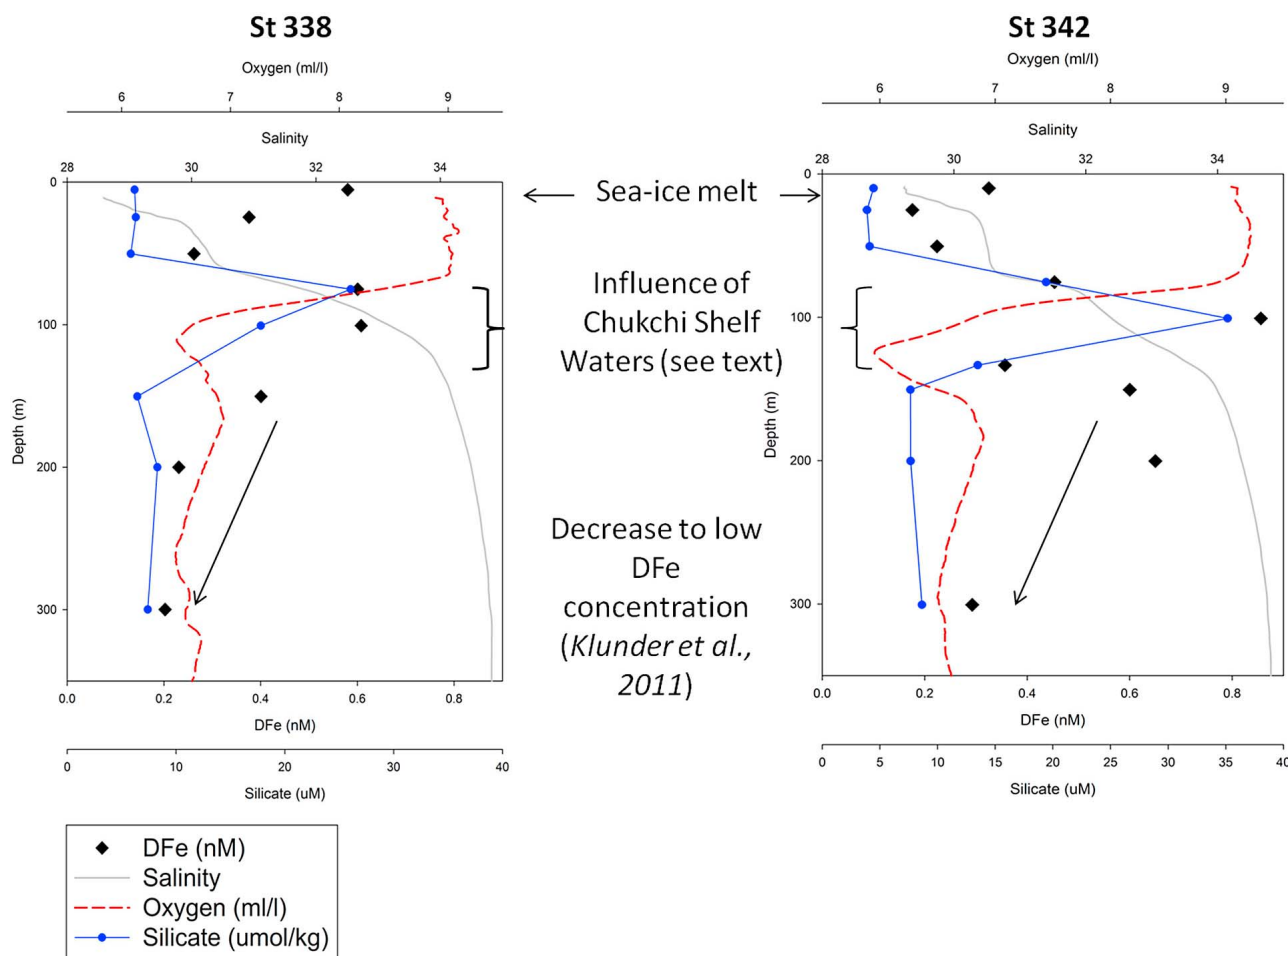 St 338
Oxygen (ml/l)
6 7 8 9
Salinity
28 30 32 34
0
100
200
300
Depth (m)
0.0 0.2 0.4 0.6 0.8
DFe (nM)
0 10 20 30 40
Silicate (uM)
Sea-ice melt
Influence of
Chukchi Shelf
Waters (see text)
Decrease to low
DFe
concentration
(Klunder et al.,
2011)
St 342
Oxygen (ml/l)
6 7 8 9
Salinity
28 30 32 34
0
100
200
300
Depth (m)
0.0 0.2 0.4 0.6 0.8
DFe (nM)
0 5 10 15 20 25 30 35 40
Silicate (uM)
DFe (nM)
Salinity
Oxygen (ml/l)
Silicate (umol/kg)